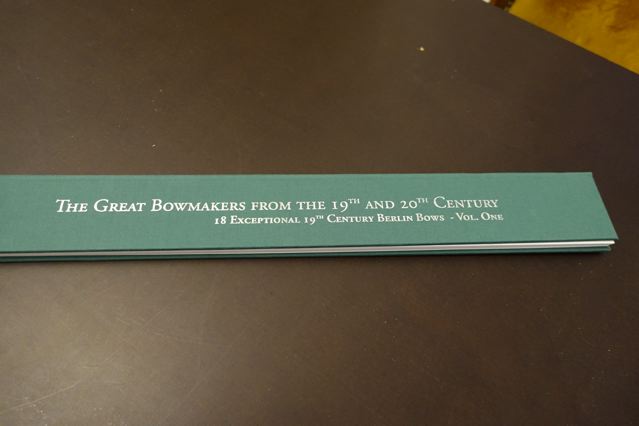 The Great Bowmakers from the 19th and 20th Century
18 Exceptional 19th Century Berlin Bows - Vol. One